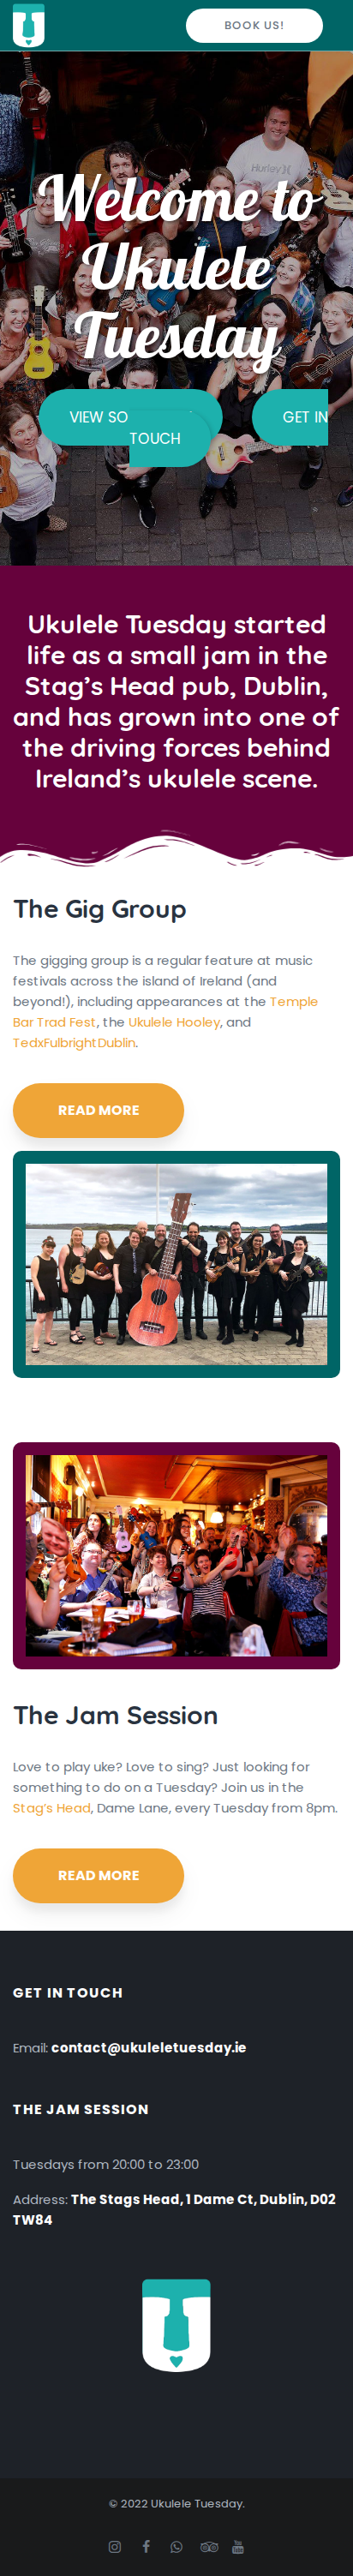 BOOK US!
Welcome to
Ukulele
Tuesday
VIEW SO
GET IN
TOUCH
Ukulele Tuesday started
life as a small jam in the
Stag’s Head pub, Dublin,
and has grown into one of
the driving forces behind
Ireland’s ukulele scene.
The Gig Group
The gigging group is a regular feature at music
festivals across the island of Ireland (and
beyond!), including appearances at the Temple
Bar Trad Fest, the Ukulele Hooley, and
TedxFulbrightDublin.
READ MORE
The Jam Session
Love to play uke? Love to sing? Just looking for
something to do on a Tuesday? Join us in the
Stag's Head, Dame Lane, every Tuesday from 8pm.
READ MORE
GET IN TOUCH
Email: contact@ukuleletuesday.ie
THE JAM SESSION
Tuesdays from 20:00 to 23:00
Address: The Stags Head, 1 Dame Ct, Dublin, D02
TW84
© 2022 Ukulele Tuesday.